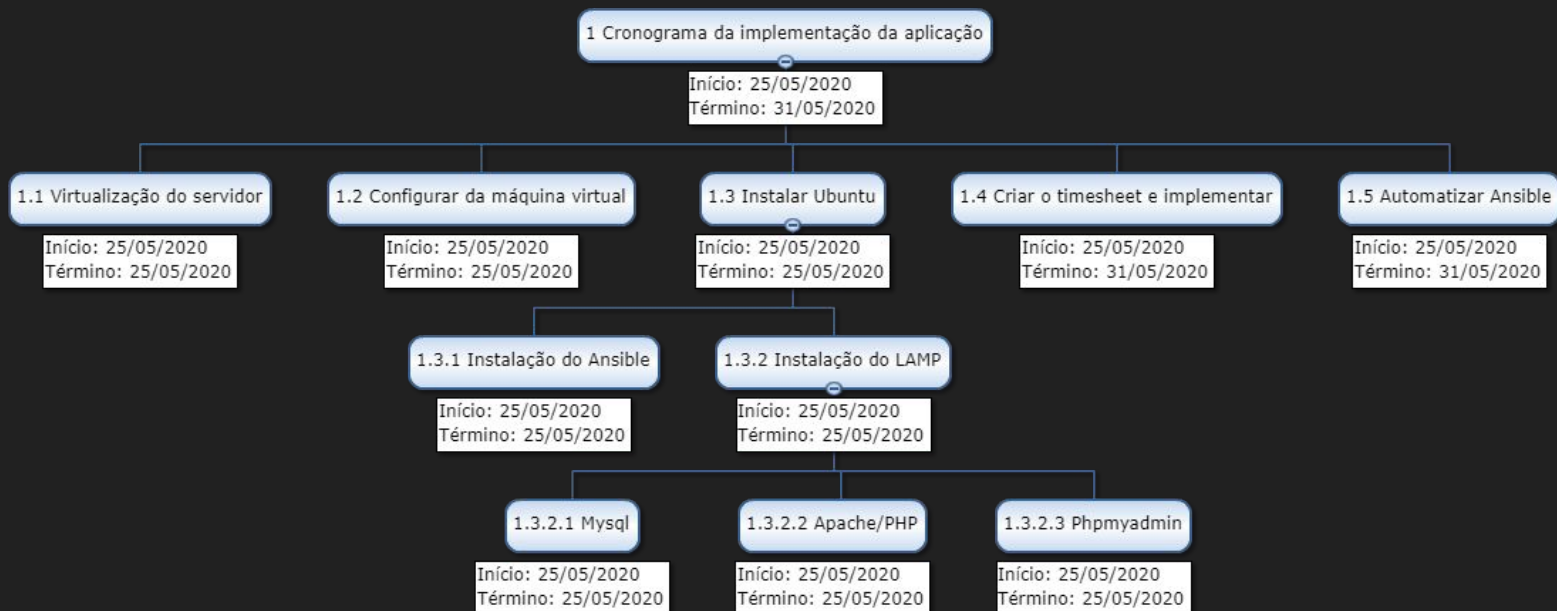 1 Cronograma da implementação da aplicação
Início: 25/05/2020
Término: 31/05/2020
1.1 Virtualização do servidor
Início: 25/05/2020
Término: 25/05/2020
1.2 Configurar da máquina virtual
Início: 25/05/2020
Término: 25/05/2020
1.3 Instalar Ubuntu
Início: 25/05/2020
Término: 25/05/2020
1.4 Criar o timesheet e implementar
Início: 25/05/2020
Término: 31/05/2020
1.5 Automatizar Ansible
Início: 25/05/2020
Término: 31/05/2020
1.3.1 Instalação do Ansible
Início: 25/05/2020
Término: 25/05/2020
1.3.2 Instalação do LAMP
Início: 25/05/2020
Término: 25/05/2020
1.3.2.1 Mysql
Início: 25/05/2020
Término: 25/05/2020
1.3.2.2 Apache/PHP
Início: 25/05/2020
Término: 25/05/2020
1.3.2.3 Phpmyadmin
Início: 25/05/2020
Término: 25/05/2020